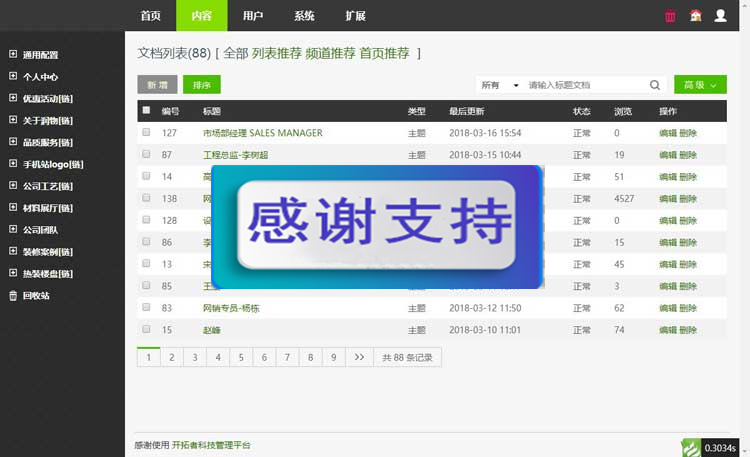 首页 内容 用户 系统 扩展
通用配置
个人中心
优惠活动[链]
关于润物[链]
品质服务[链]
手机站logo[链]
公司工艺[链]
材料展厅[链]
公司团队
装修案例[链]
热装楼盘[链]
回收站
文档列表(88) [ 全部 列表推荐 频道推荐 首页推荐 ]
新 增 排序 所有 请输入标题文档 高 级
编号 标题 类型 最后更新 状态 浏览 操作
127 市场部经理 SALES MANAGER 主题 2018-03-16 15:54 正常 0 编辑 删除
87 工程总监-李树超 主题 2018-03-15 10:44 正常 19 编辑 删除
14 正常 51 编辑 删除
138 正常 4527 编辑 删除
128 正常 0 编辑 删除
86 李 正常 15 编辑 删除
13 宋 正常 45 编辑 删除
85 王 正常 3 编辑 删除
感谢支持
83 网销专员-杨栋 主题 2018-03-12 11:50 正常 62 编辑 删除
15 赵峰 主题 2018-03-10 11:01 正常 74 编辑 删除
1 2 3 4 5 6 7 8 9 >> 共 88 条记录
感谢使用 开拓者科技管理平台
0.3034s